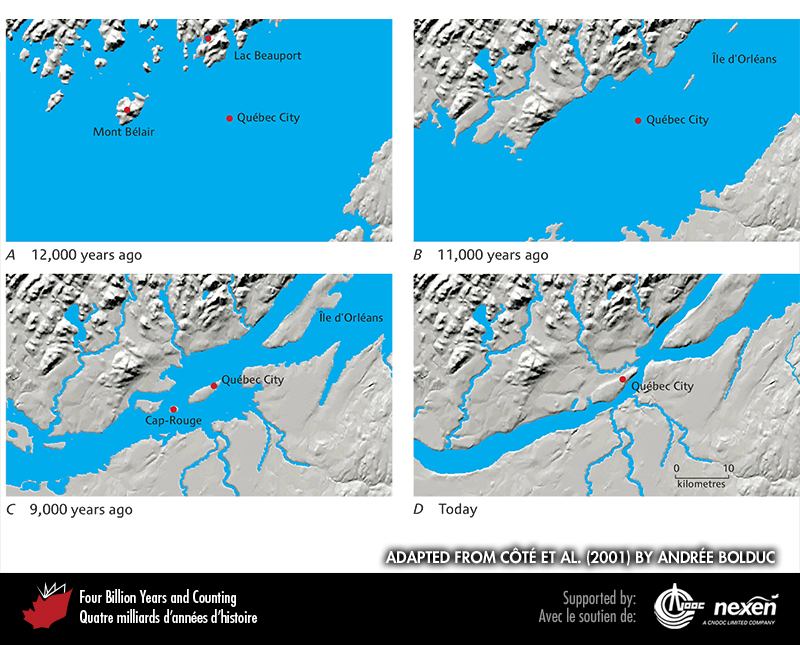 Lac Beauport
Mont Bélair
Québec City
A 12,000 years ago
Île d'Orléans
Québec City
B 11,000 years ago
Île d'Orléans
Québec City
Cap-Rouge
C 9,000 years ago
Québec City
0 10
kilometres
D Today
ADAPTED FROM CÔTÉ ET AL. (2001) BY ANDRÉE BOLDUC
Four Billion Years and Counting
Quatre milliards d'années d'histoire
Supported by:
Avec le soutien de:
CNOOC
nexen
A CNOOC LIMITED COMPANY